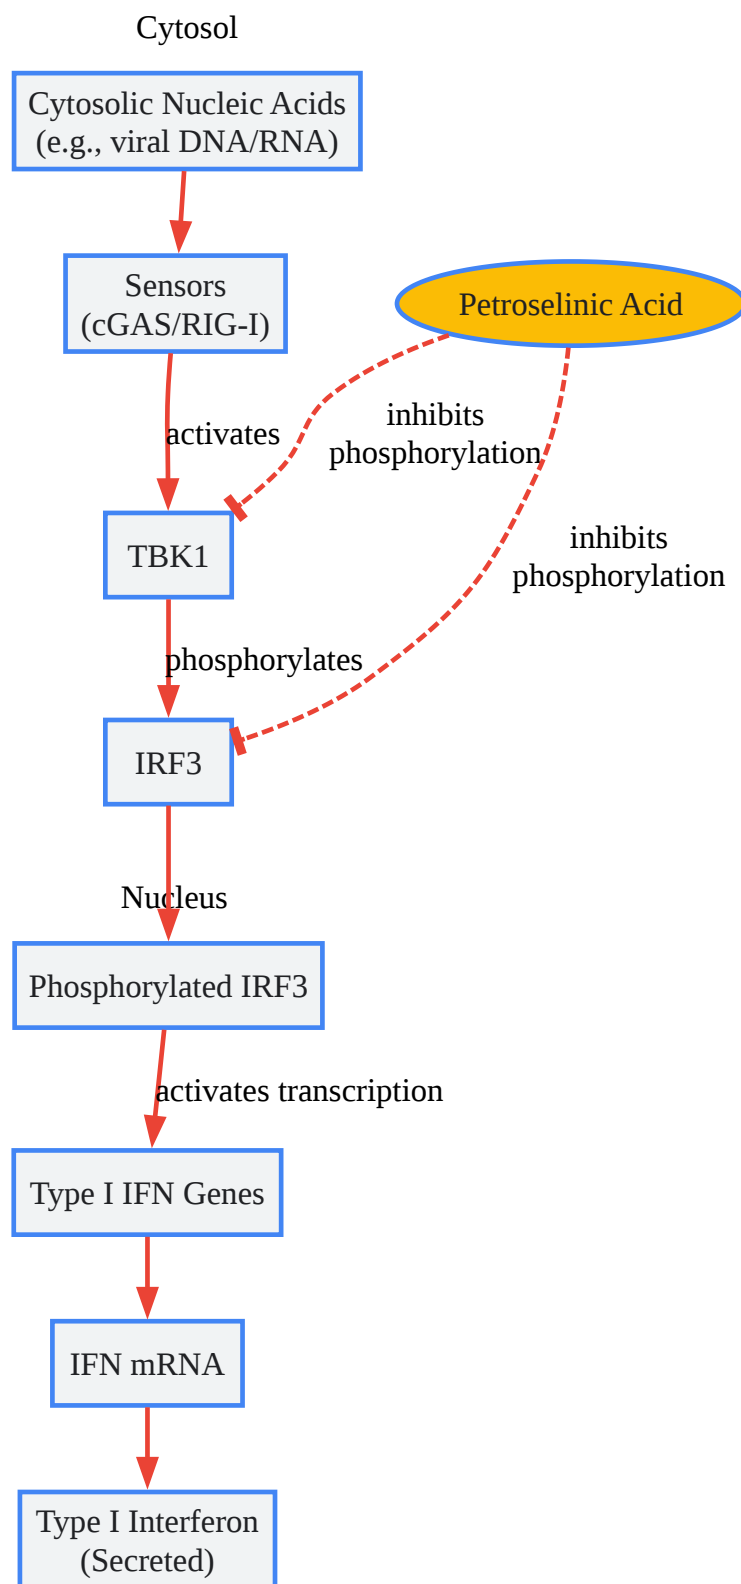 Cytosol
Cytosolic Nucleic Acids
(e.g., viral DNA/RNA)
Sensors
(cGAS/RIG-I)
Petroselinic Acid
activates
inhibits
phosphorylation
TBK1
inhibits
phosphorylation
phosphorylates
IRF3
Nucleus
Phosphorylated IRF3
activates transcription
Type I IFN Genes
IFN mRNA
Type I Interferon
(Secreted)